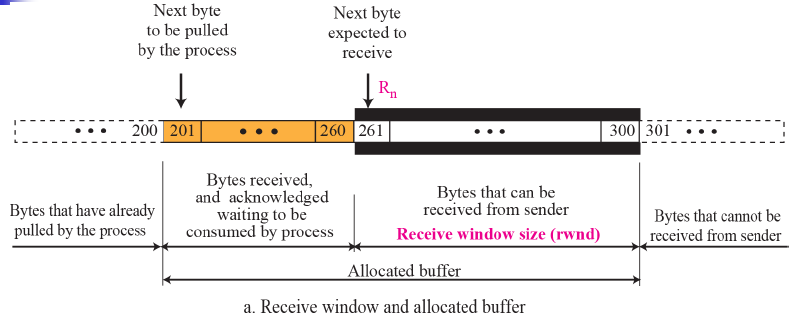 Next byte
to be pulled
by the process
Next byte
expected to
receive
Rn
••• 200 201 ••• 260 261 ••• 300 301 •••
Bytes that have already
pulled by the process
Bytes received,
and acknowledged
waiting to be
consumed by process
Bytes that can be
received from sender
Receive window size (rwnd)
Bytes that cannot be
received from sender
Allocated buffer
a. Receive window and allocated buffer